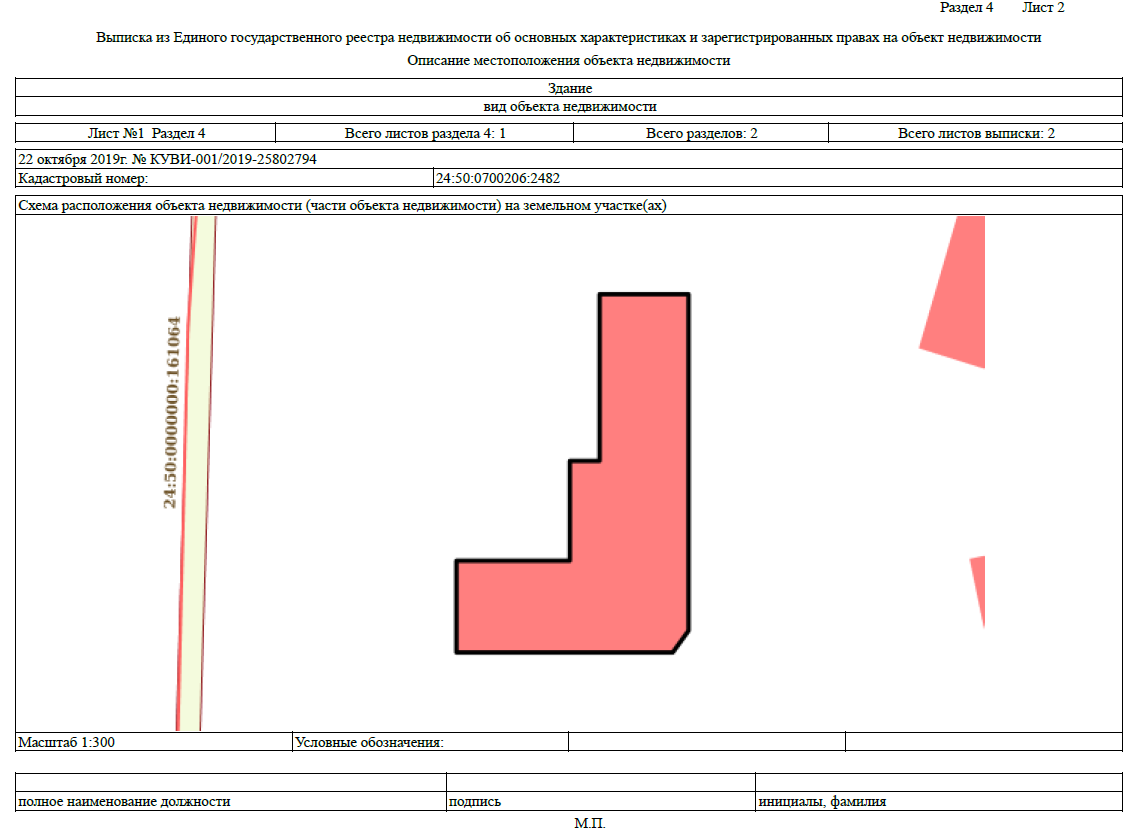 Раздел 4 Лист 2
Выписка из Единого государственного реестра недвижимости об основных характеристиках и зарегистрированных правах на объект недвижимости
Описание местоположения объекта недвижимости
Здание
вид объекта недвижимости
Лист №1 Раздел 4 Всего листов раздела 4: 1 Всего разделов: 2 Всего листов выписки: 2
22 октября 2019г. № КУВИ-001/2019-25802794
Кадастровый номер: 24:50:0700206:2482
Схема расположения объекта недвижимости (части объекта недвижимости) на земельном участке(ах)
24:50:0000000:161064
Масштаб 1:300 Условные обозначения:
полное наименование должности подпись инициалы, фамилия
М.П.